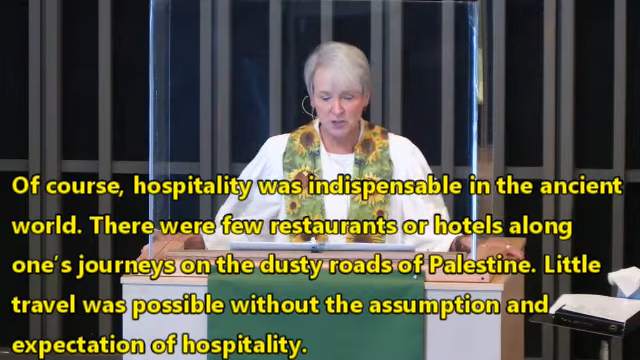 Of course, hospitality was indispensable in the ancient
world. There were few restaurants or hotels along
one's journeys on the dusty roads of Palestine. Little
travel was possible without the assumption and
expectation of hospitality.